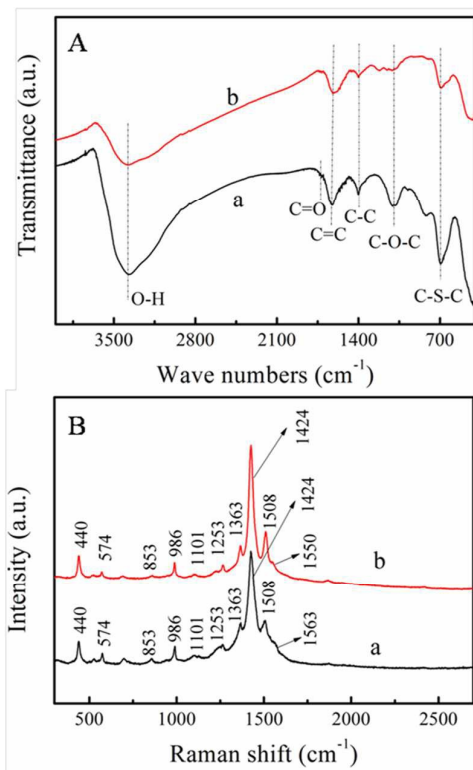 A
Transmittance (a.u.)
b
a
C=O
C=C
C-C
C-O-C
C-S-C
O-H
3500 2800 2100 1400 700
Wave numbers (cm-1)
B
Intensity (a.u.)
1424
1424
440
574
853
986
1101
1253
1363
1508
1550
b
440
574
853
986
1101
1253
1363
1508
1563
a
500 1000 1500 2000 2500
Raman shift (cm-1)